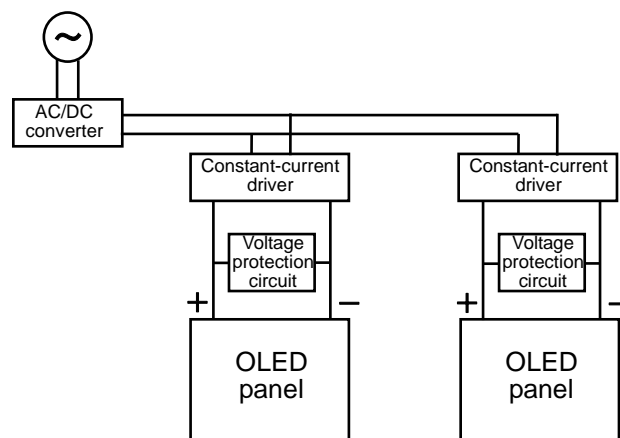 ~
AC/DC
converter
Constant-current
driver
Constant-current
driver
Voltage
protection
circuit
Voltage
protection
circuit
+
−
+
−
OLED
panel
OLED
panel